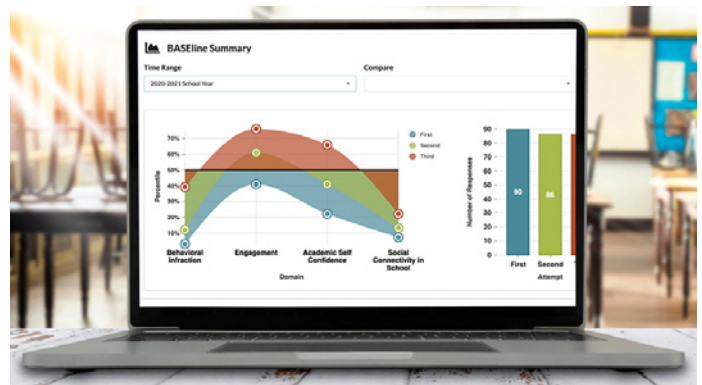 BASEline Summary
Time Range
Compare
2020-2021 School Year
70%
60%
50%
40%
30%
20%
10%
Percentile
Behavioral
Infraction
Engagement
Academic Self
Confidence
Social
Connectivity in
School
Domain
First
Second
Third
90
80
70
60
50
40
30
20
10
0
Number of Responses
90
86
First
Second
Attempt